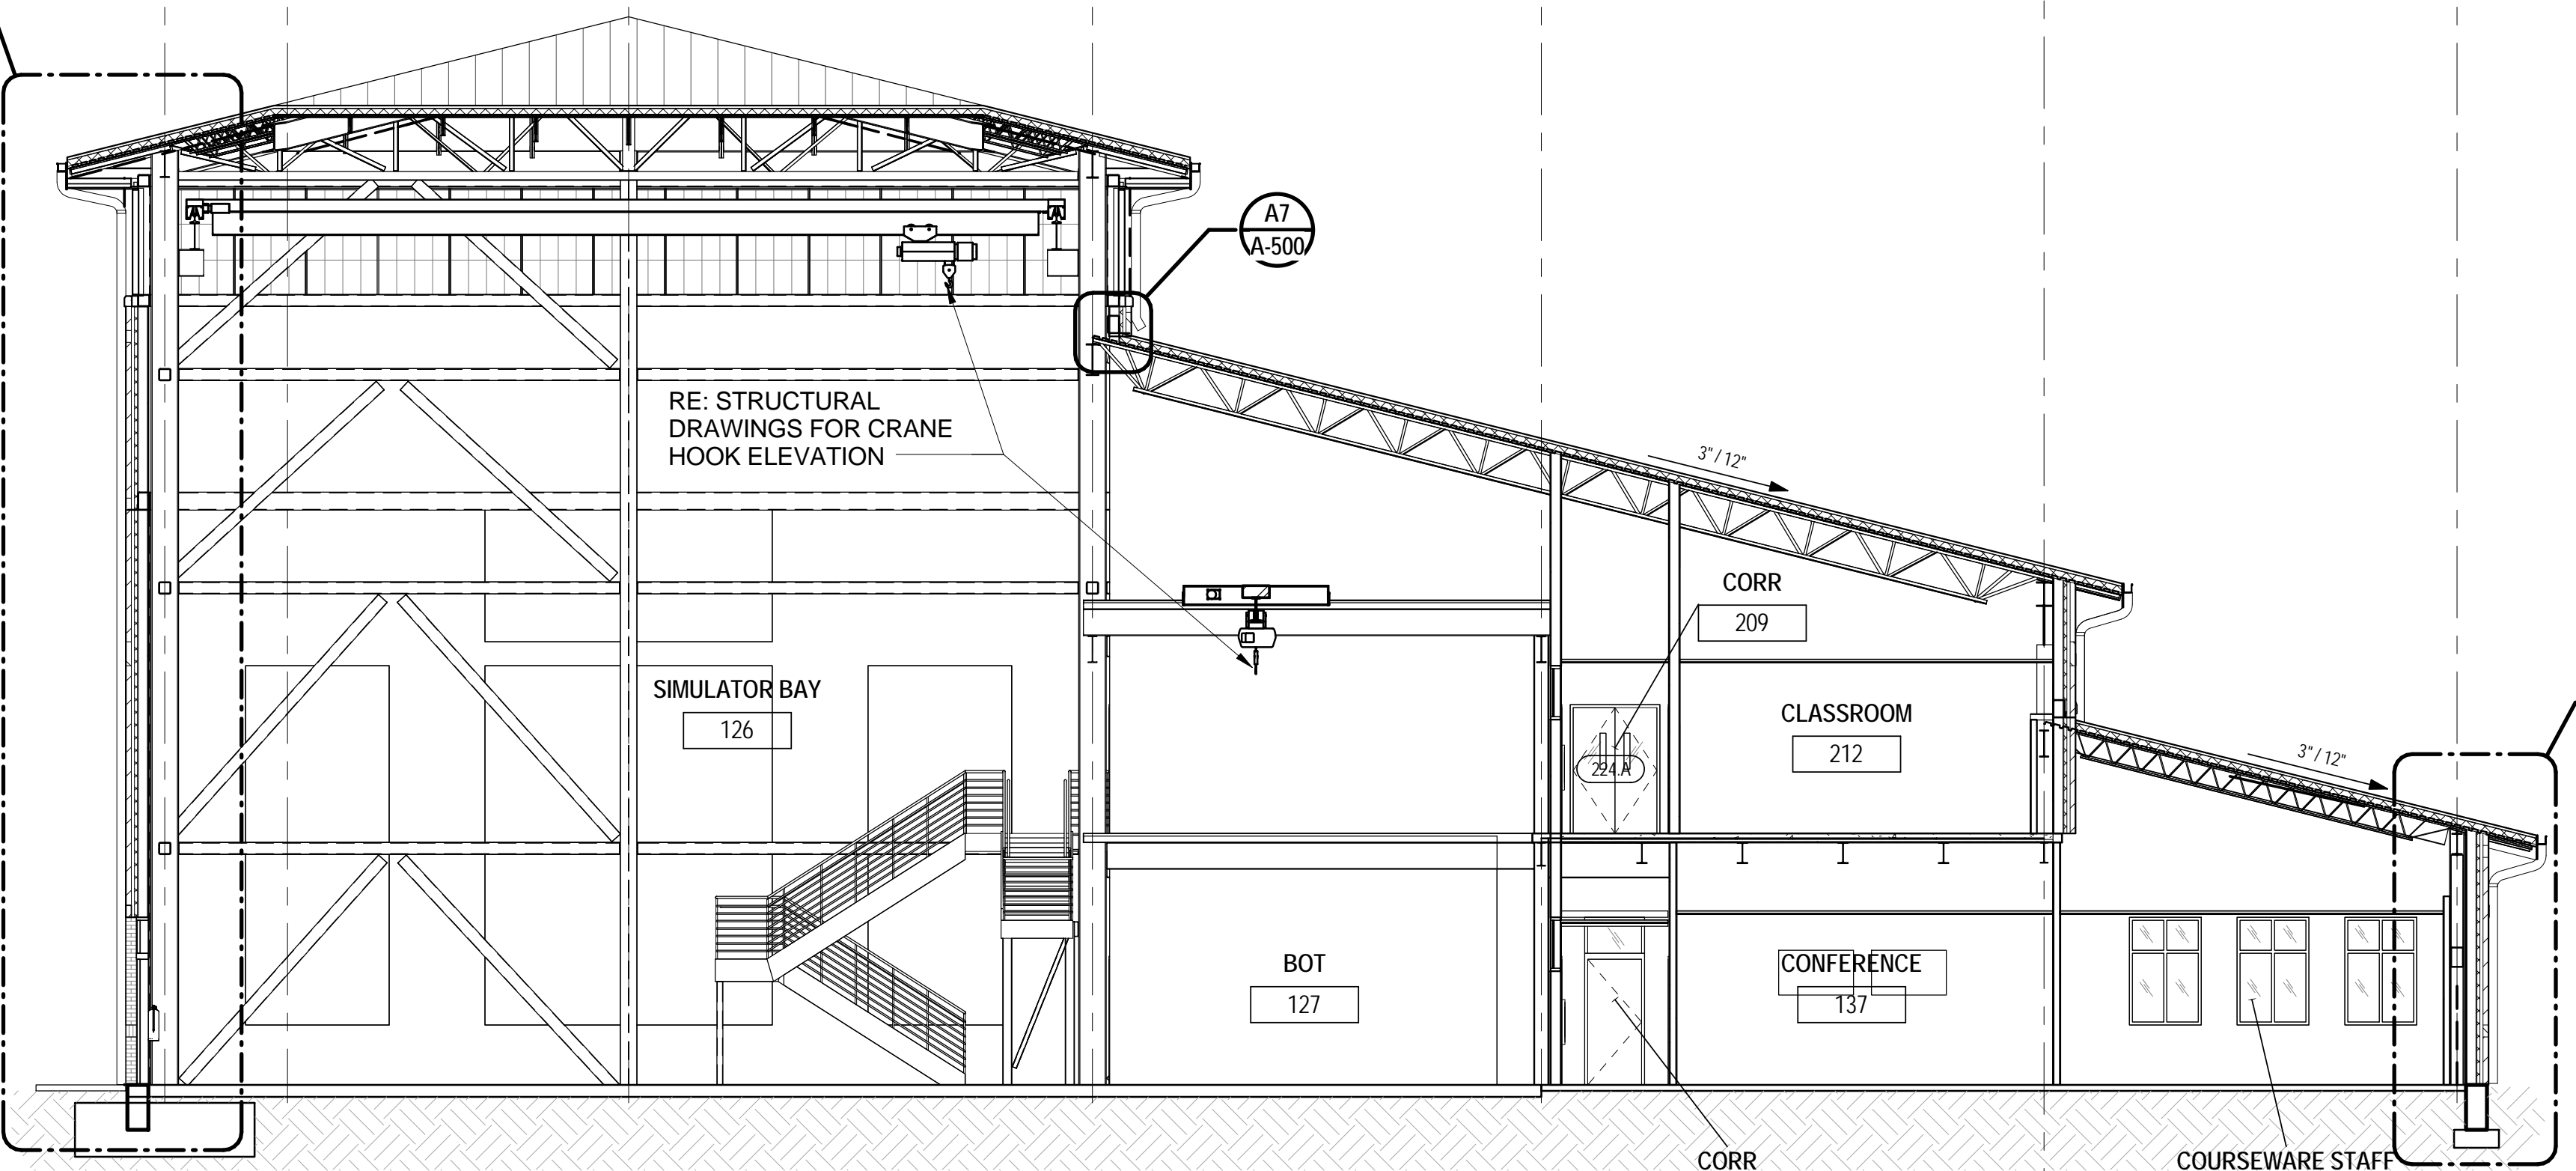 A7
A-500
RE: STRUCTURAL
DRAWINGS FOR CRANE
HOOK ELEVATION
3" / 12"
CORR
209
SIMULATOR BAY
126
CLASSROOM
212
224.A
3" / 12"
BOT
127
CONFERENCE
137
CORR
COURSEWARE STAFF